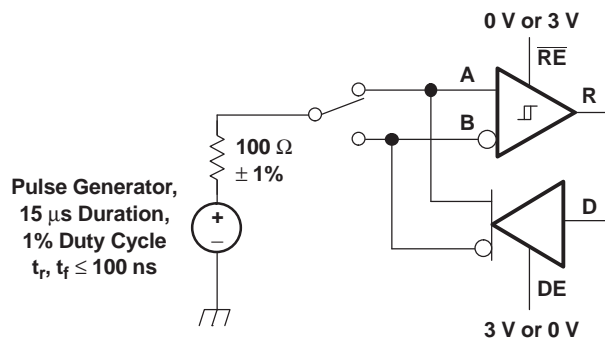 0 V or 3 V
R̅E̅
A
R
B
100 Ω
± 1%
Pulse Generator,
15 μs Duration,
1% Duty Cycle
tr, tf ≤ 100 ns
+
–
D
DE
3 V or 0 V